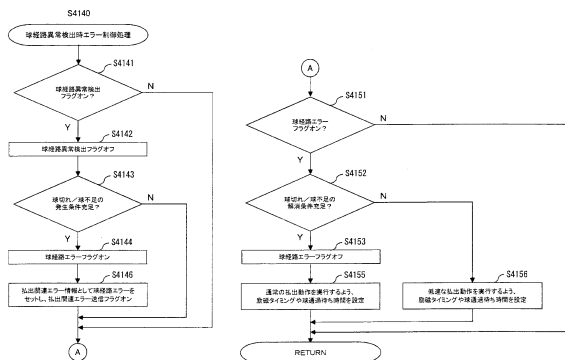 S4140
球経路異常検出時エラー制御処理
S4141
球経路異常検出
フラグオン?
N
Y
S4142
球経路異常検出フラグオフ
S4143
球切れ/球不足の
発生条件充足?
N
Y
S4144
球経路エラーフラグオン
S4146
払出関連エラー情報として球経路エラーを
セットし、払出関連エラー送信フラグオン
A
A
S4151
球経路エラー
フラグオン?
N
Y
S4152
球切れ/球不足の
解消条件充足?
N
Y
S4153
球経路エラーフラグオフ
S4155
通常の払出動作を実行するよう、
励磁タイミングや球通過待ち時間を設定
S4156
低速な払出動作を実行するよう、
励磁タイミングや球通過待ち時間を設定
RETURN